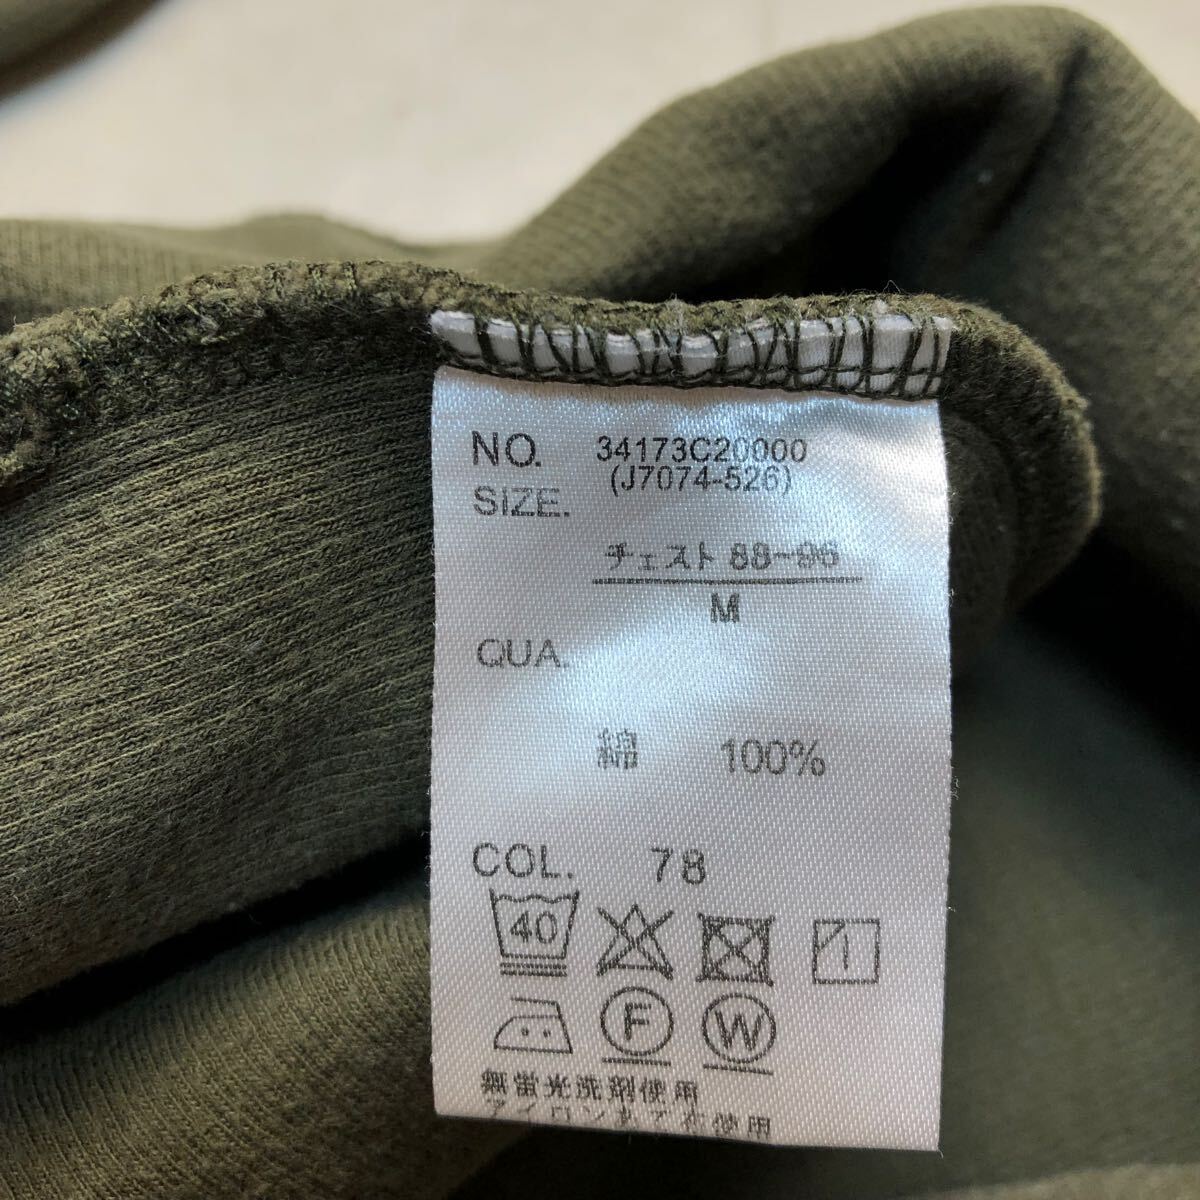 NO. 34173C20000
(J7074-526)
SIZE.
チェスト 88-96
M
QUA.
綿 100%
COL. 78
40
F W
無蛍光洗剤使用
アイロンあて布使用